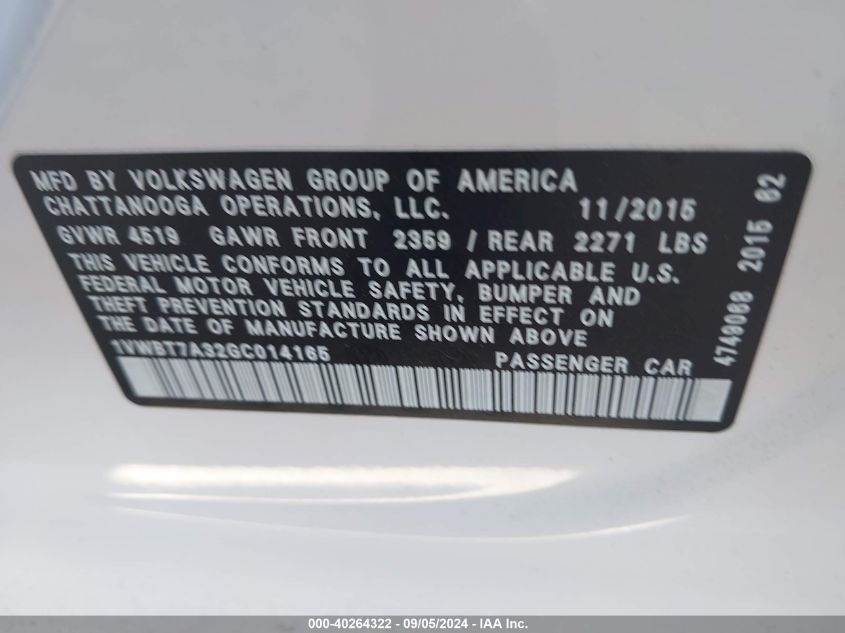 MFD BY VOLKSWAGEN GROUP OF AMERICA
CHATTANOOGA OPERATIONS, LLC. 11/2015
GVWR 4519 GAWR FRONT 2359 / REAR 2271 LBS
THIS VEHICLE CONFORMS TO ALL APPLICABLE U.S.
FEDERAL MOTOR VEHICLE SAFETY, BUMPER AND
THEFT PREVENTION STANDARDS IN EFFECT ON
THE DATE OF MANUFACTURE SHOWN ABOVE
1VWBT7A32GC014165 PASSENGER CAR
4749068 2015 62
000-40264322 - 09/05/2024 - IAA Inc.